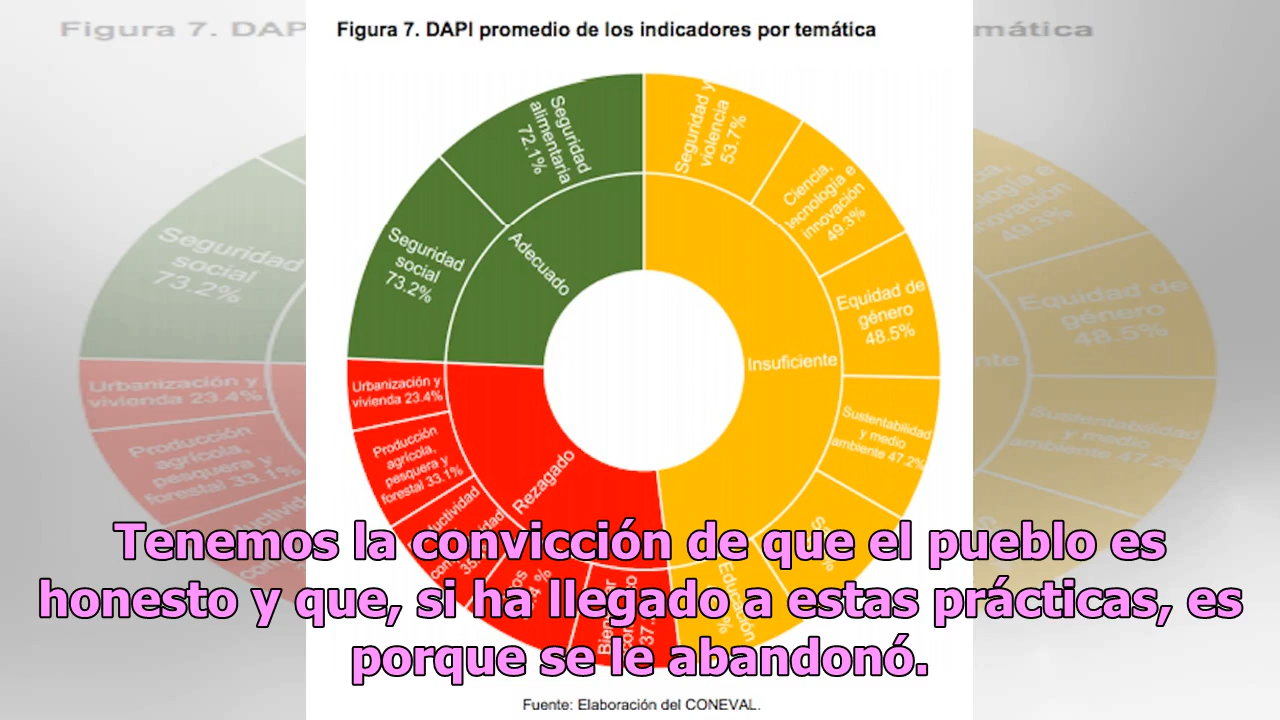 Figura 7. DAPI promedio de los indicadores por temática
Seguridad y
violencia
53.7%
Ciencia,
tecnología e
innovación
49.3%
Equidad de
género
48.5%
Sustentabilidad
y medio
ambiente 47.2%
Educación
Insuficiente
Seguridad
alimentaria
72.1%
Seguridad
social
73.2%
Adecuado
Urbanización y
vivienda 23.4%
Producción
agrícola,
pesquera y
forestal 33.1%
Rezagado
Tenemos la convicción de que el pueblo es
honesto y que, si ha llegado a estas prácticas, es
porque se le abandonó.
Fuente: Elaboración del CONEVAL.